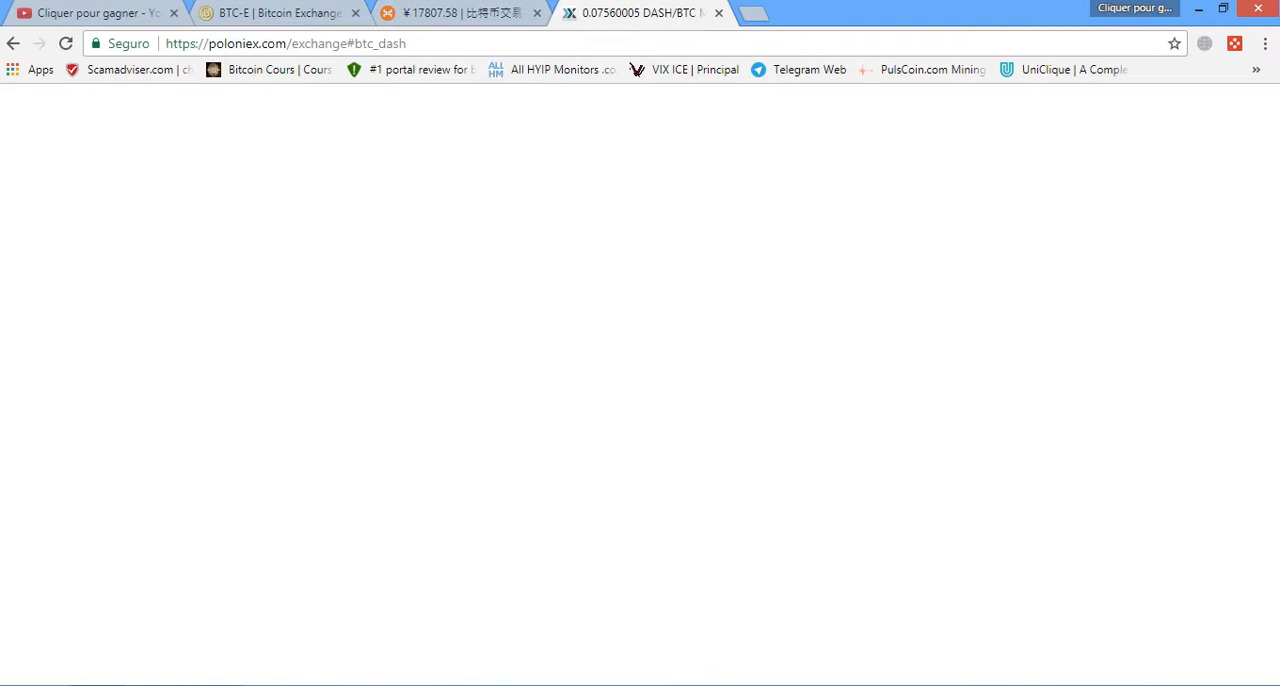 Cliquer pour gagner - Yo
BTC-E | Bitcoin Exchange
¥ 17807.58 | 比特币交易
0.07560005 DASH/BTC M
Cliquer pour g...
Seguro
https://poloniex.com/exchange#btc_dash
Apps
Scamadviser.com | ch
Bitcoin Cours | Cours
#1 portal review for b
ALL HM
All HYIP Monitors .co
VIX ICE | Principal
Telegram Web
PulsCoin.com Mining
UniClique | A Comple